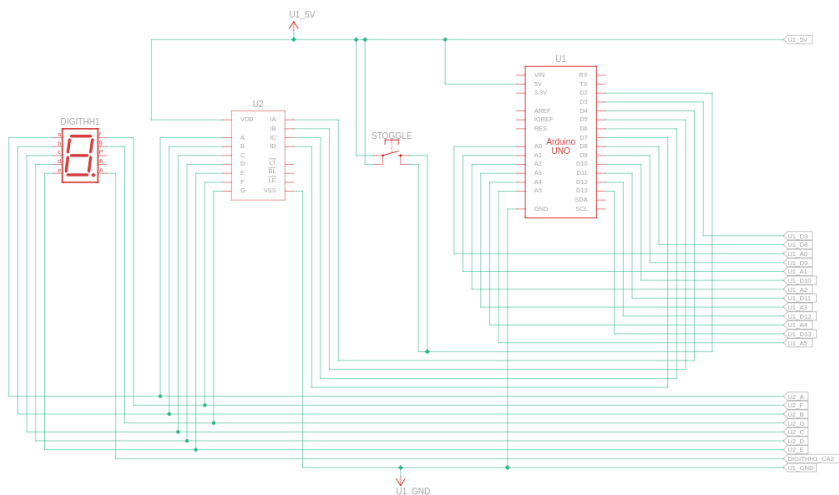 U1_5V
U1_5V
U1
VIN
5V
3.3V
AREF
IOREF
RES
A0
A1
A2
A3
A4
A5
GND
Arduino
UNO
RX
TX
D2
D3
D4
D5
D6
D7
D8
D9
D10
D11
D12
D13
SDA
SCL
U2
VDD
A
B
C
D
E
F
G
IA
IB
IC
ID
LT
BL
LE
VSS
STOGGLE
DIGITHH1
a
b
c
d
e
f
g
P
A
A
U1_D3
U1_D8
U1_A0
U1_D9
U1_A1
U1_D10
U1_A2
U1_D11
U1_A3
U1_D12
U1_A4
U1_D13
U1_A5
U2_A
U2_F
U2_B
U2_G
U2_C
U2_D
U2_E
DIGITHH1_CA2
U1_GND
U1_GND